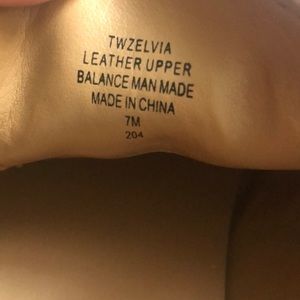 TWZELVIA
LEATHER UPPER
BALANCE MAN MADE
MADE IN CHINA
7M
204